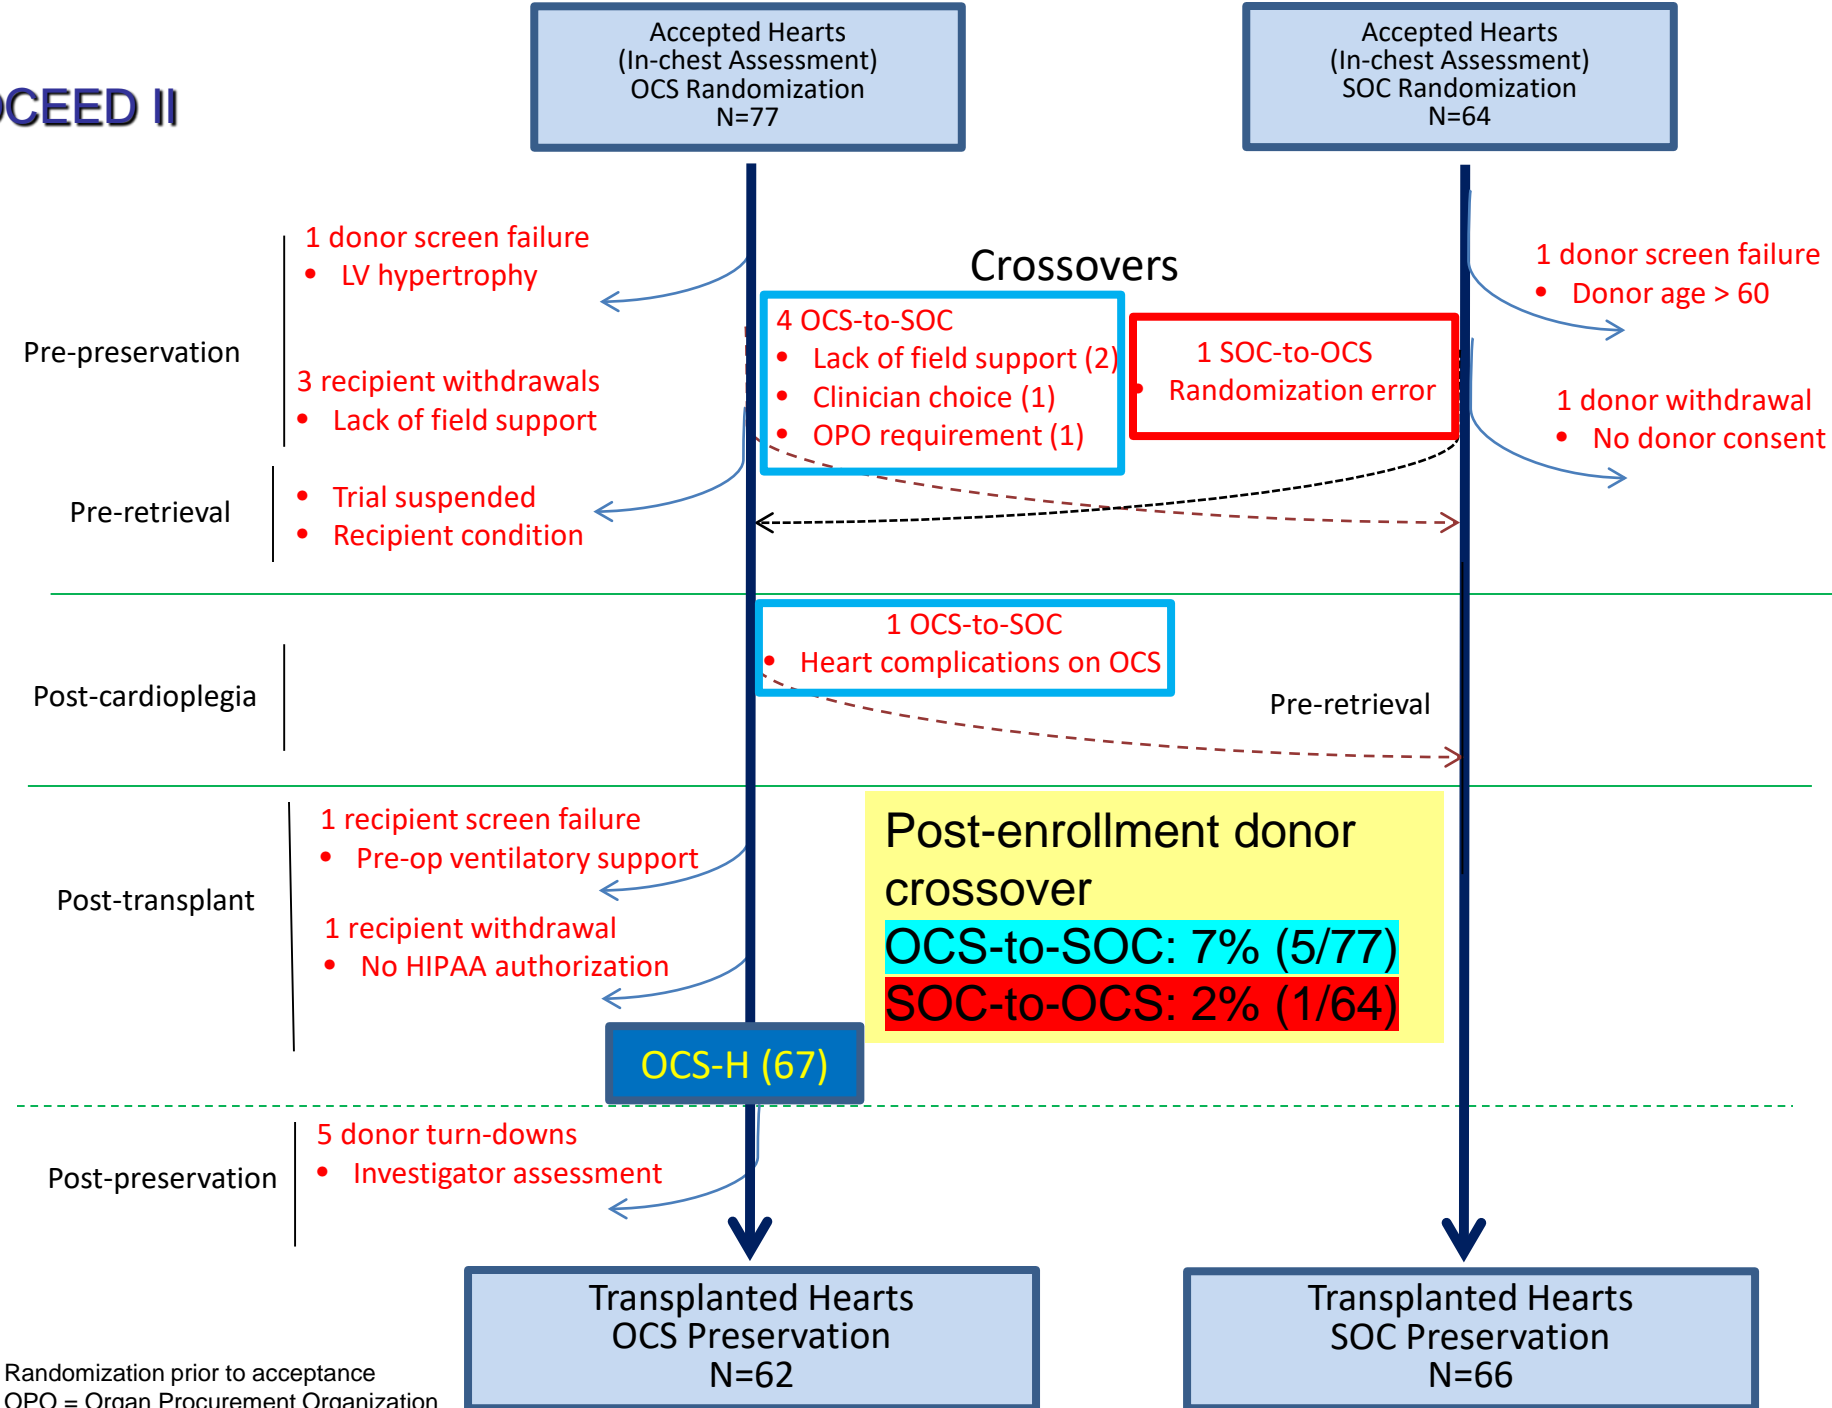 OCEED II
Accepted Hearts
(In-chest Assessment)
OCS Randomization
N=77
Accepted Hearts
(In-chest Assessment)
SOC Randomization
N=64
Pre-preservation
1 donor screen failure
• LV hypertrophy
3 recipient withdrawals
• Lack of field support
Crossovers
4 OCS-to-SOC
• Lack of field support (2)
• Clinician choice (1)
• OPO requirement (1)
1 SOC-to-OCS
• Randomization error
1 donor screen failure
• Donor age > 60
1 donor withdrawal
• No donor consent
Pre-retrieval
• Trial suspended
• Recipient condition
Post-cardioplegia
1 OCS-to-SOC
• Heart complications on OCS
Pre-retrieval
Post-transplant
1 recipient screen failure
• Pre-op ventilatory support
1 recipient withdrawal
• No HIPAA authorization
Post-enrollment donor
crossover
OCS-to-SOC: 7% (5/77)
SOC-to-OCS: 2% (1/64)
OCS-H (67)
Post-preservation
5 donor turn-downs
• Investigator assessment
Transplanted Hearts
OCS Preservation
N=62
Transplanted Hearts
SOC Preservation
N=66
Randomization prior to acceptance
OPO = Organ Procurement Organization